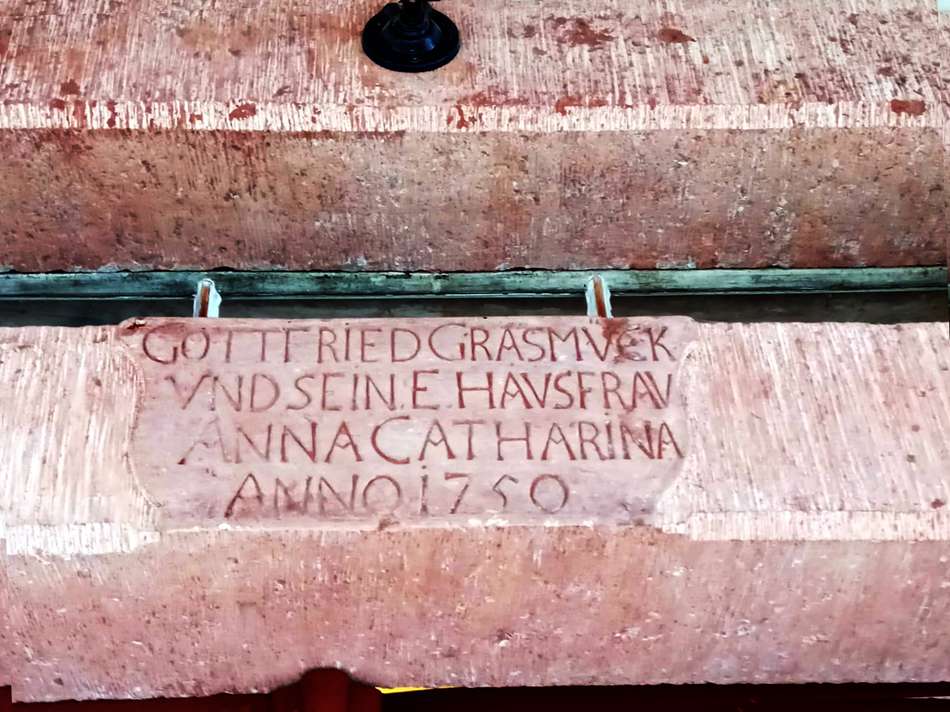 GOTTFRIED GRASMVCK
VND SEINE HAVSFRAV
ANNA CATHARINA
ANNO 1750